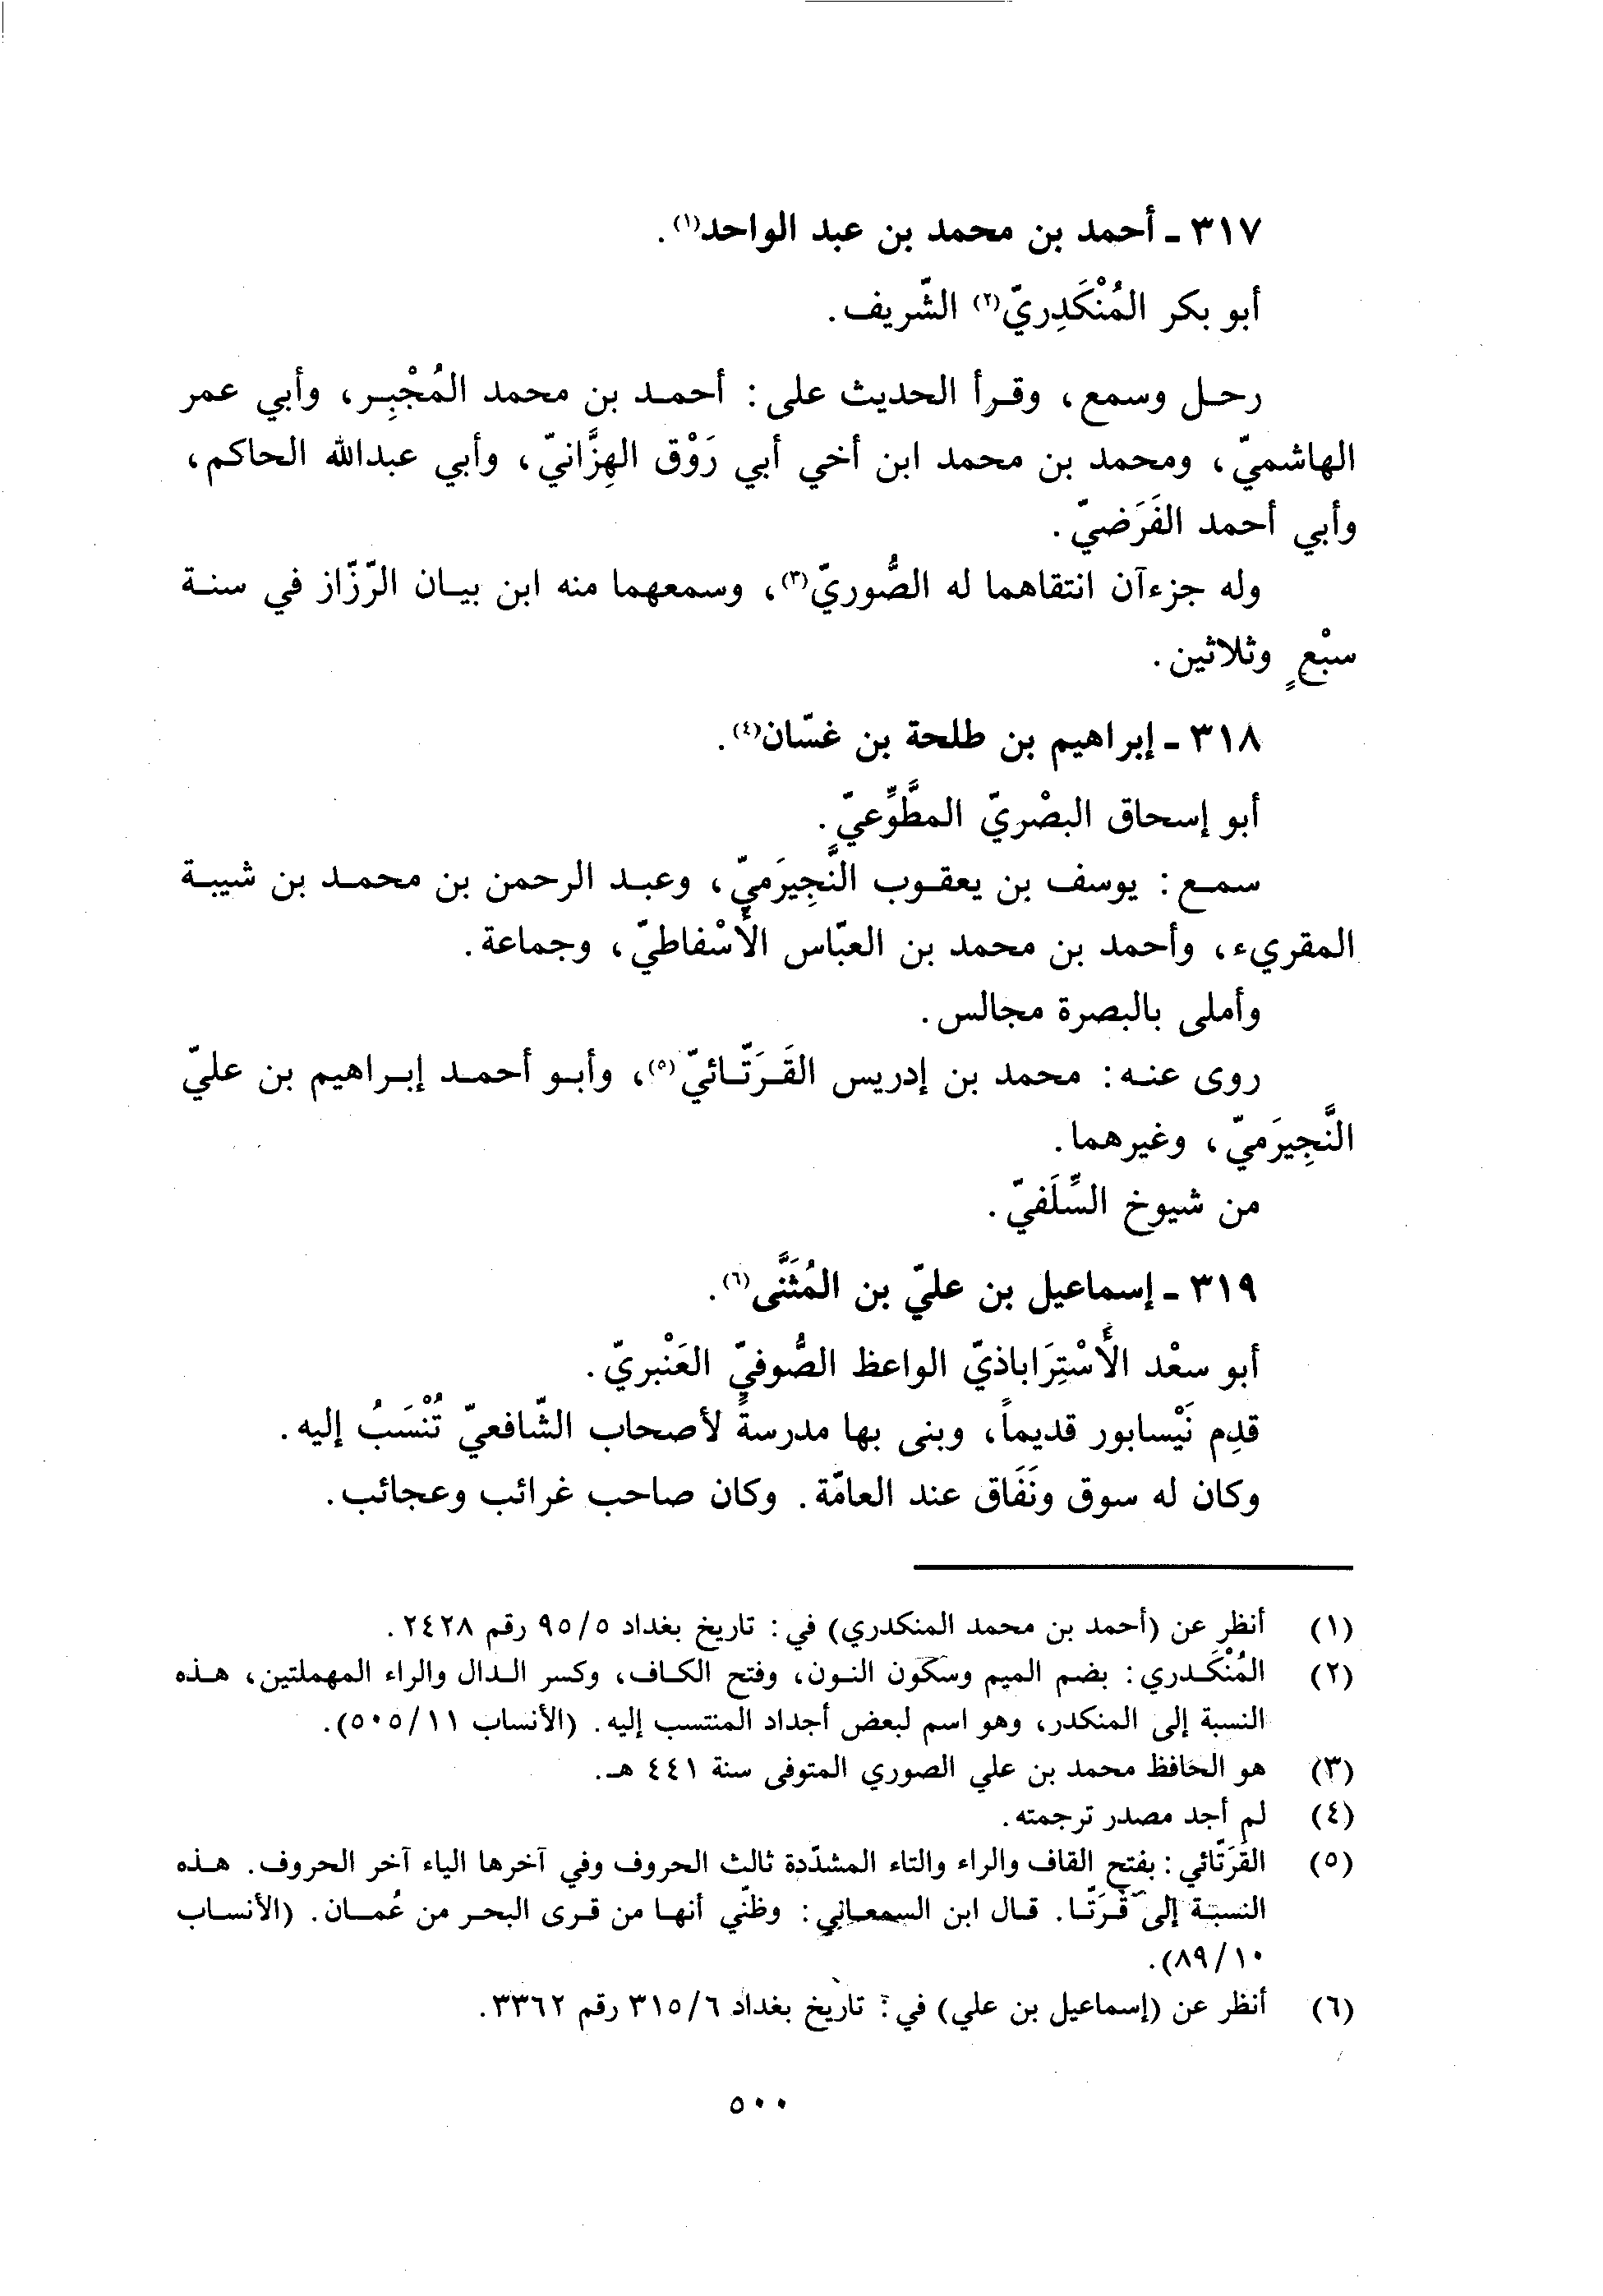 ٣١٧ ـ أحمد بن محمد بن عبد الواحد(١).
أبو بكر المُنْكَدِريّ(٢) الشّريف.
رحل وسمع، وقرأ الحديث على: أحمد بن محمد المُجْبِر، وأبي عمر
الهاشميّ، ومحمد بن محمد ابن أخي أبي رَوْق الهِزَّانيّ، وأبي عبدالله الحاكم،
وأبي أحمد الفَرَضيّ.
وله جزءآن انتقاهما له الصُّوريّ(٣)، وسمعهما منه ابن بيان الرّزّاز في سنة
سبْعٍ وثلاثين.
٣١٨ ـ إبراهيم بن طلحة بن غسّان(٤).
أبو إسحاق البصْريّ المطَّوِّعيّ.
سمع: يوسف بن يعقوب النَّجِيرَميّ، وعبد الرحمن بن محمد بن شيبة
المقريء، وأحمد بن محمد بن العبّاس الأَسْفاطيّ، وجماعة.
وأملى بالبصرة مجالس.
روى عنه: محمد بن إدريس القَرَتّائيّ(٥)، وأبو أحمد إبراهيم بن عليّ
النَّجِيرَميّ، وغيرهما.
من شيوخ السِّلَفيّ.
٣١٩ ـ إسماعيل بن عليّ بن المُثَنَّى(٦).
أبو سعْد الأَسْتِرَاباذيّ الواعظ الصُّوفيّ العَنْبريّ.
قدِم نَيْسابور قديماً، وبنى بها مدرسةً لأصحاب الشّافعيّ تُنْسَبُ إليه.
وكان له سوق ونَفَاق عند العامّة. وكان صاحب غرائب وعجائب.
(١) أنظر عن (أحمد بن محمد المنكدري) في: تاريخ بغداد ٩٥/٥ رقم ٢٤٢٨.
(٢) المُنْكَدري: بضم الميم وسكون النون، وفتح الكاف، وكسر الدال والراء المهملتين، هذه
النسبة إلى المنكدر، وهو اسم لبعض أجداد المنتسب إليه. (الأنساب ٥٠٥/١١).
(٣) هو الحافظ محمد بن علي الصوري المتوفى سنة ٤٤١ هـ.
(٤) لم أجد مصدر ترجمته.
(٥) القَرَتّائي: بفتح القاف والراء والتاء المشدّدة ثالث الحروف وفي آخرها الياء آخر الحروف. هذه
النسبة إلى قَرَتّا. قال ابن السمعاني: وظنّي أنها من قرى البحر من عُمان. (الأنساب
٨٩/١٠).
(٦) أنظر عن (إسماعيل بن علي) في: تاريخ بغداد ٣١٥/٦ رقم ٣٣٦٢.
٥٠٠